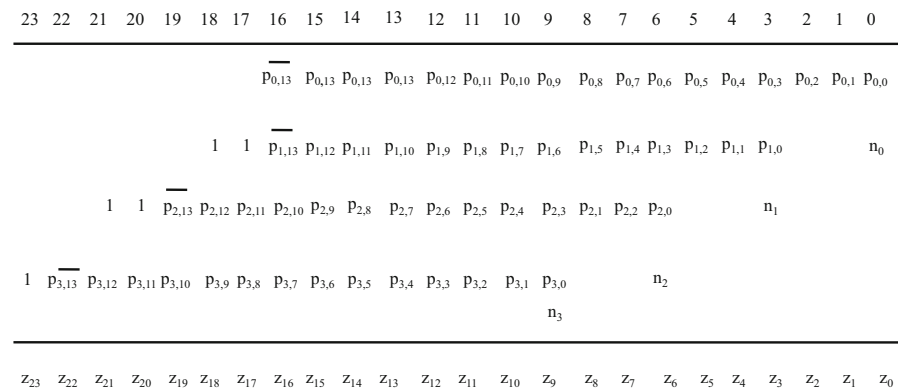 23 22 21 20 19 18 17 16 15 14 13 12 11 10 9 8 7 6 5 4 3 2 1 0
p̅₀,₁₃ p₀,₁₃ p₀,₁₃ p₀,₁₃ p₀,₁₂ p₀,₁₁ p₀,₁₀ p₀,₉ p₀,₈ p₀,₇ p₀,₆ p₀,₅ p₀,₄ p₀,₃ p₀,₂ p₀,₁ p₀,₀
1 1 p̅₁,₁₃ p₁,₁₂ p₁,₁₁ p₁,₁₀ p₁,₉ p₁,₈ p₁,₇ p₁,₆ p₁,₅ p₁,₄ p₁,₃ p₁,₂ p₁,₁ p₁,₀ n₀
1 1 p̅₂,₁₃ p₂,₁₂ p₂,₁₁ p₂,₁₀ p₂,₉ p₂,₈ p₂,₇ p₂,₆ p₂,₅ p₂,₄ p₂,₃ p₂,₁ p₂,₂ p₂,₀ n₁
1 p̅₃,₁₃ p₃,₁₂ p₃,₁₁ p₃,₁₀ p₃,₉ p₃,₈ p₃,₇ p₃,₆ p₃,₅ p₃,₄ p₃,₃ p₃,₂ p₃,₁ p₃,₀ n₂
n₃
z₂₃ z₂₂ z₂₁ z₂₀ z₁₉ z₁₈ z₁₇ z₁₆ z₁₅ z₁₄ z₁₃ z₁₂ z₁₁ z₁₀ z₉ z₈ z₇ z₆ z₅ z₄ z₃ z₂ z₁ z₀